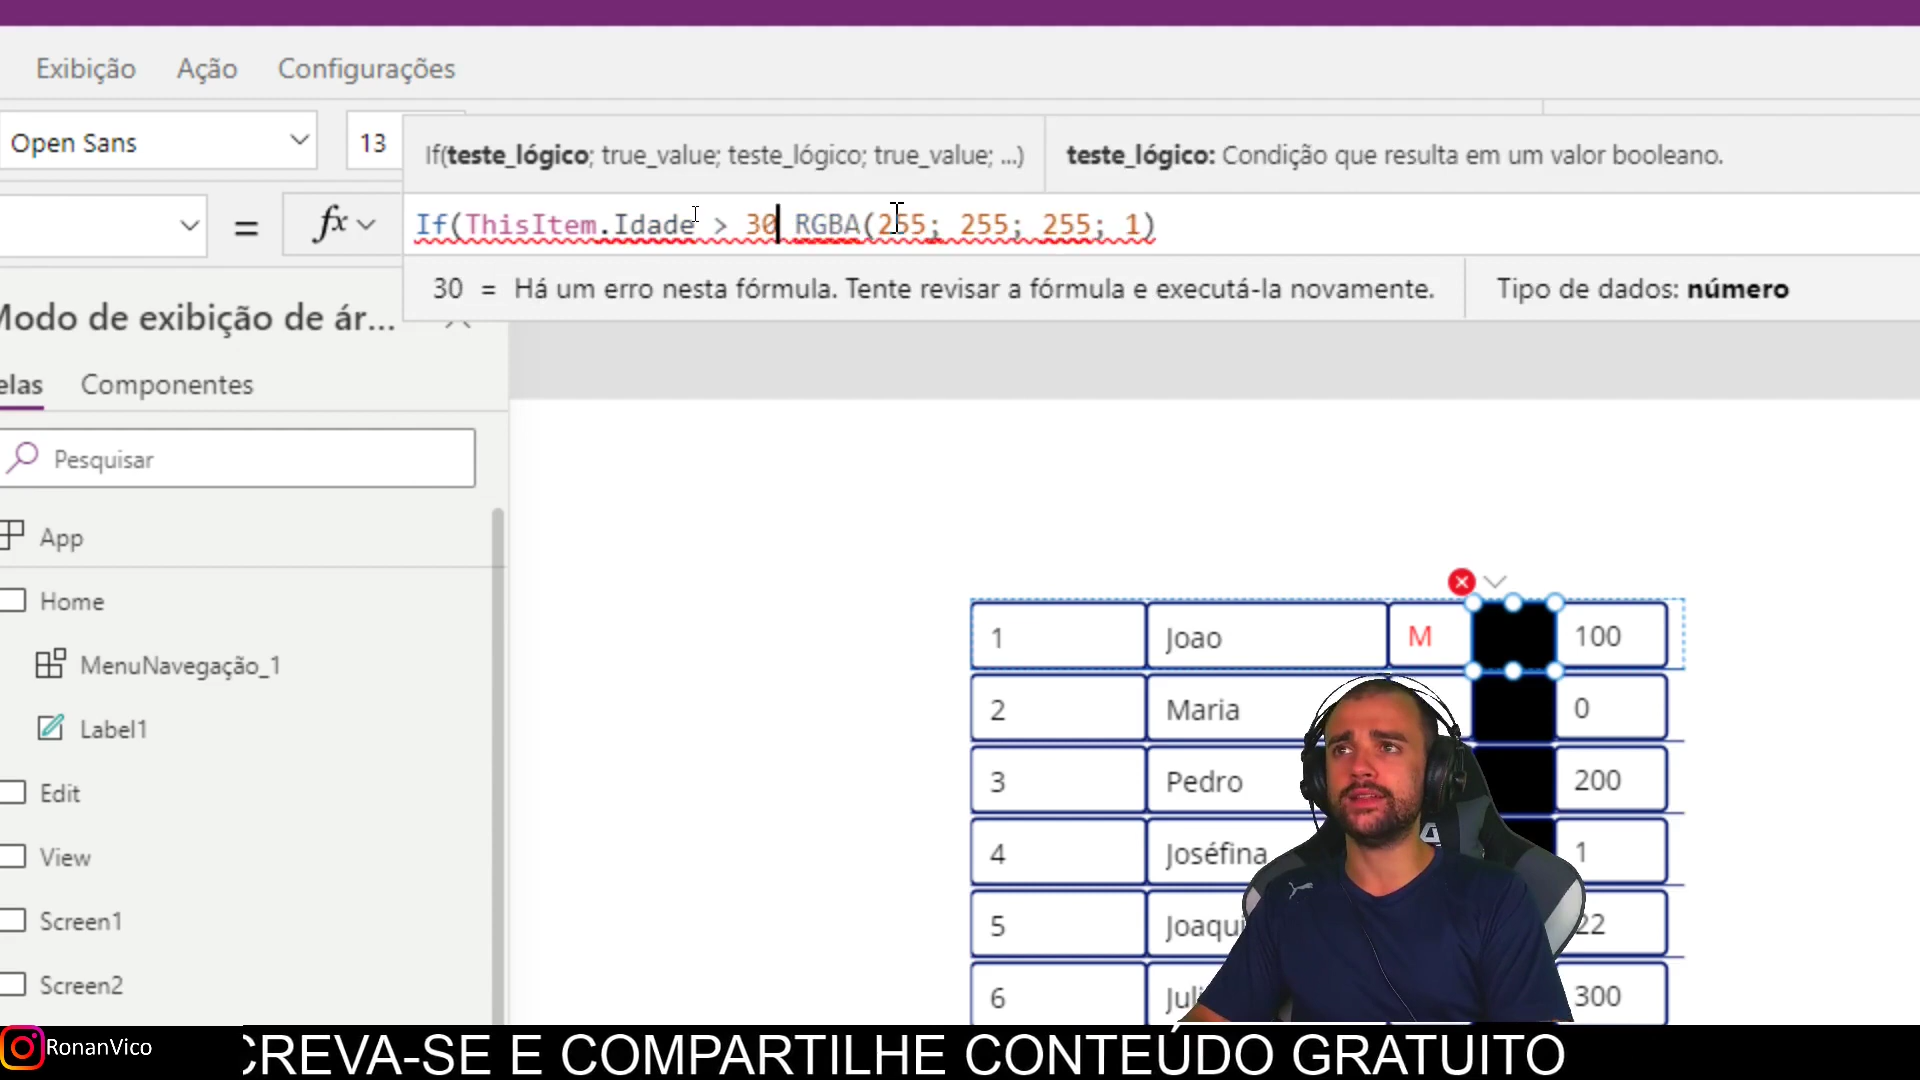 Exibição Ação Configurações
Open Sans 13
If(teste_lógico; true_value; teste_lógico; true_value; ...) teste_lógico: Condição que resulta em um valor booleano.
= fx If(ThisItem.Idade > 30 RGBA(255; 255; 255; 1)
30 = Há um erro nesta fórmula. Tente revisar a fórmula e executá-la novamente. Tipo de dados: número
Modo de exibição de ár...
elas Componentes
Pesquisar
App
Home
MenuNavegação_1
Label1
Edit
View
Screen1
Screen2
1 Joao M 100
2 Maria 0
3 Pedro 200
4 Joséfina 1
5 Joaqu 22
6 Juli 300
RonanVico
CREVA-SE E COMPARTILHE CONTEÚDO GRATUITO